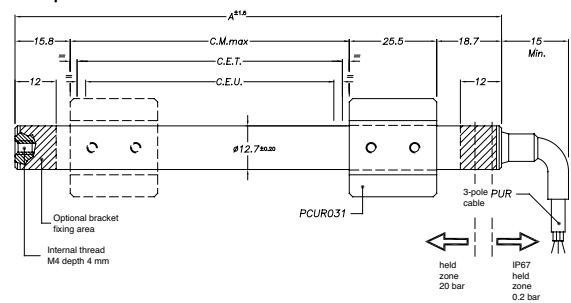 A±1.6
15.8
C.M.max
25.5
18.7
15
Min.
=
=
C.E.T.
=
=
12
C.E.U.
12
ø12.7±0.20
Optional bracket
fixing area
Internal thread
M4 depth 4 mm
PCUR031
3-pole
cable
PUR
held
zone
20 bar
IP67
held
zone
0.2 bar